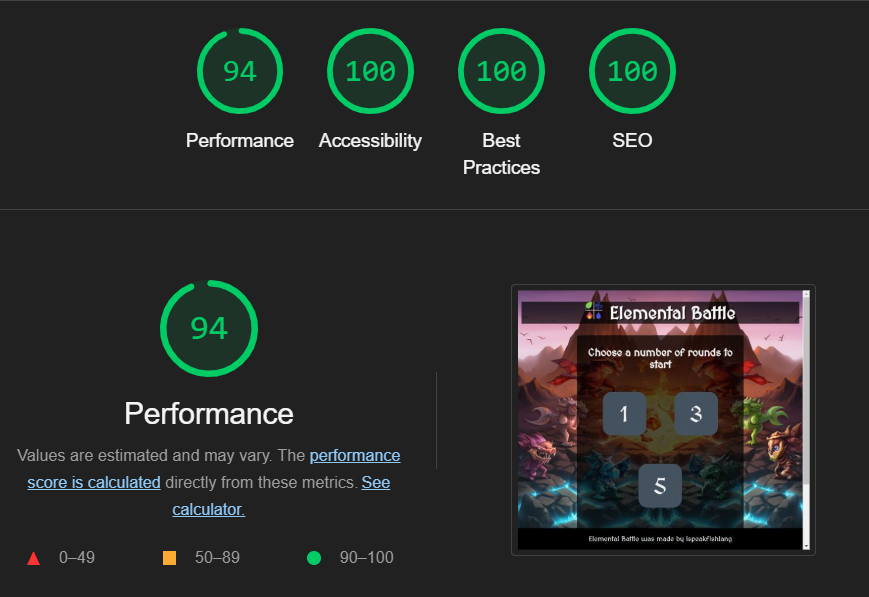 94
100
100
100
Performance
Accessibility
Best
Practices
SEO
94
Performance
Values are estimated and may vary. The performance
score is calculated directly from these metrics. See
calculator.
0–49
50–89
90–100
Elemental Battle
Choose a number of rounds to
start
1
3
5
Elemental Battle was made by Ispeakfishlang